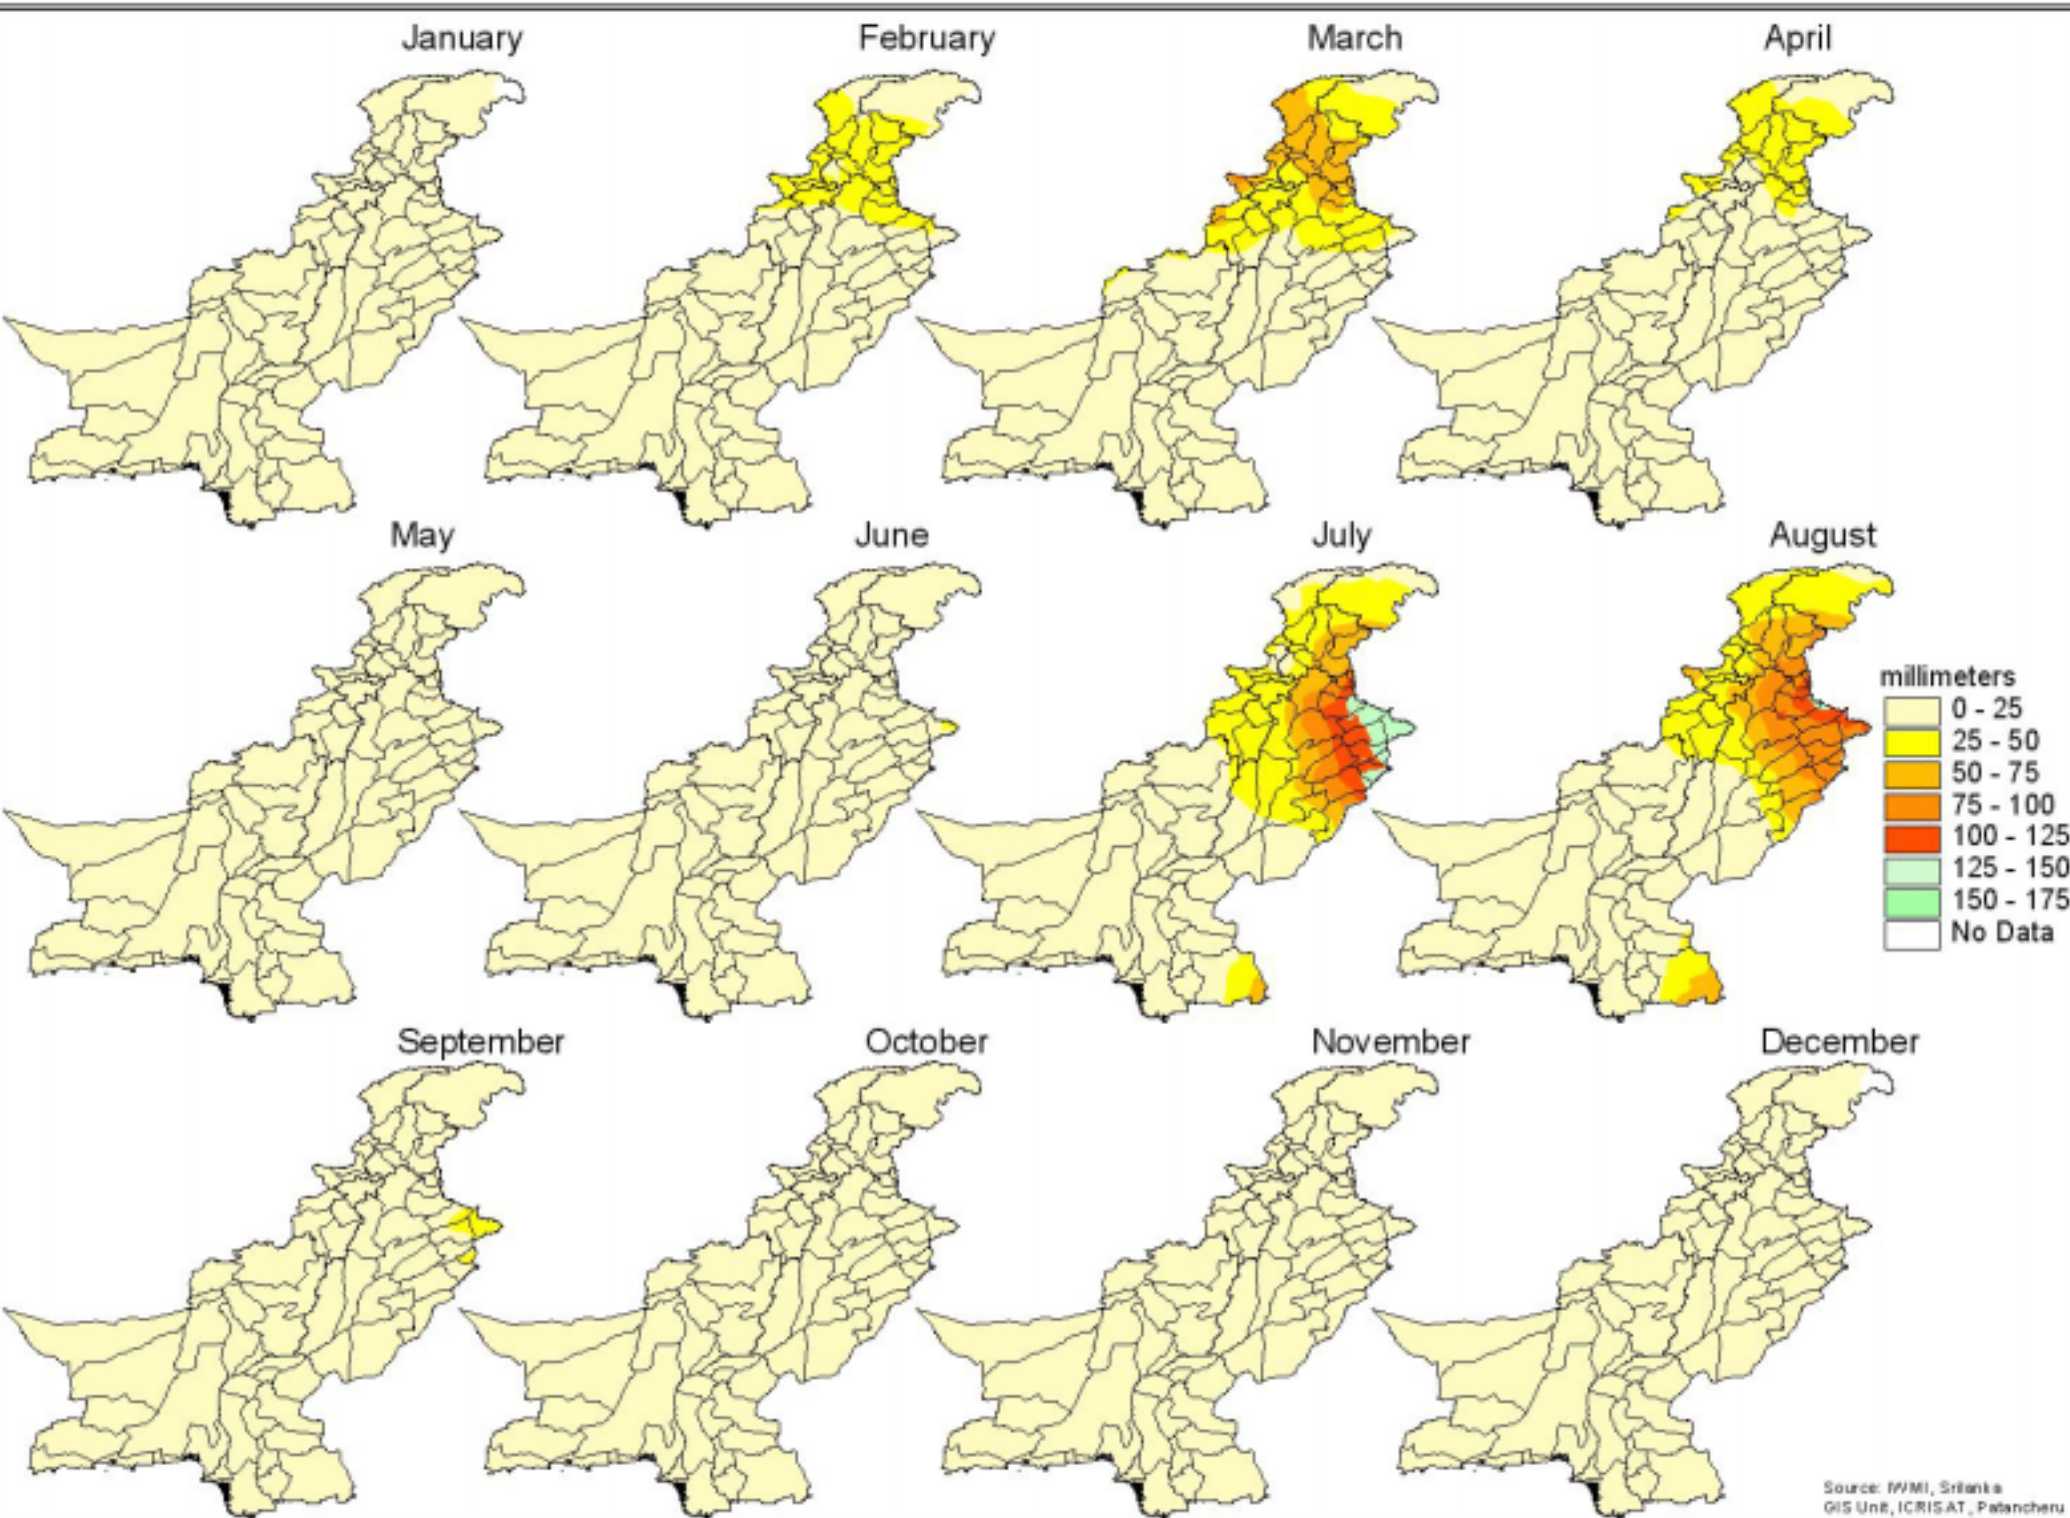 January
February
March
April
May
June
July
August
millimeters
0 - 25
25 - 50
50 - 75
75 - 100
100 - 125
125 - 150
150 - 175
No Data
September
October
November
December
Source: IWMI, Srilanka
GIS Unit, ICRISAT, Patancheru